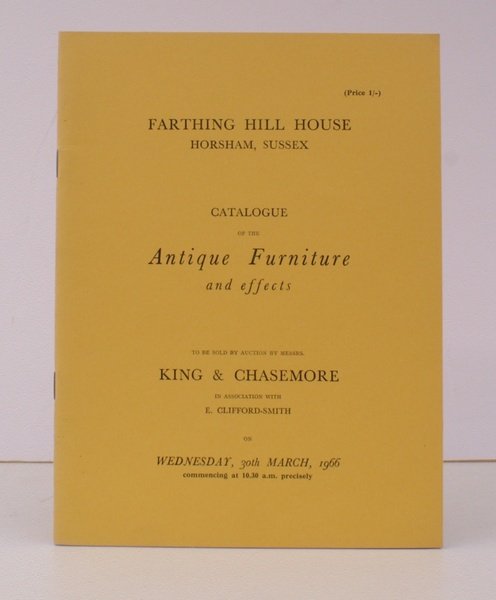 (Price 1/-)
FARTHING HILL HOUSE
HORSHAM, SUSSEX
CATALOGUE
OF THE
Antique Furniture
and effects
TO BE SOLD BY AUCTION BY MESSRS.
KING & CHASEMORE
IN ASSOCIATION WITH
E. CLIFFORD-SMITH
ON
WEDNESDAY, 30th MARCH, 1966
commencing at 10.30 a.m. precisely